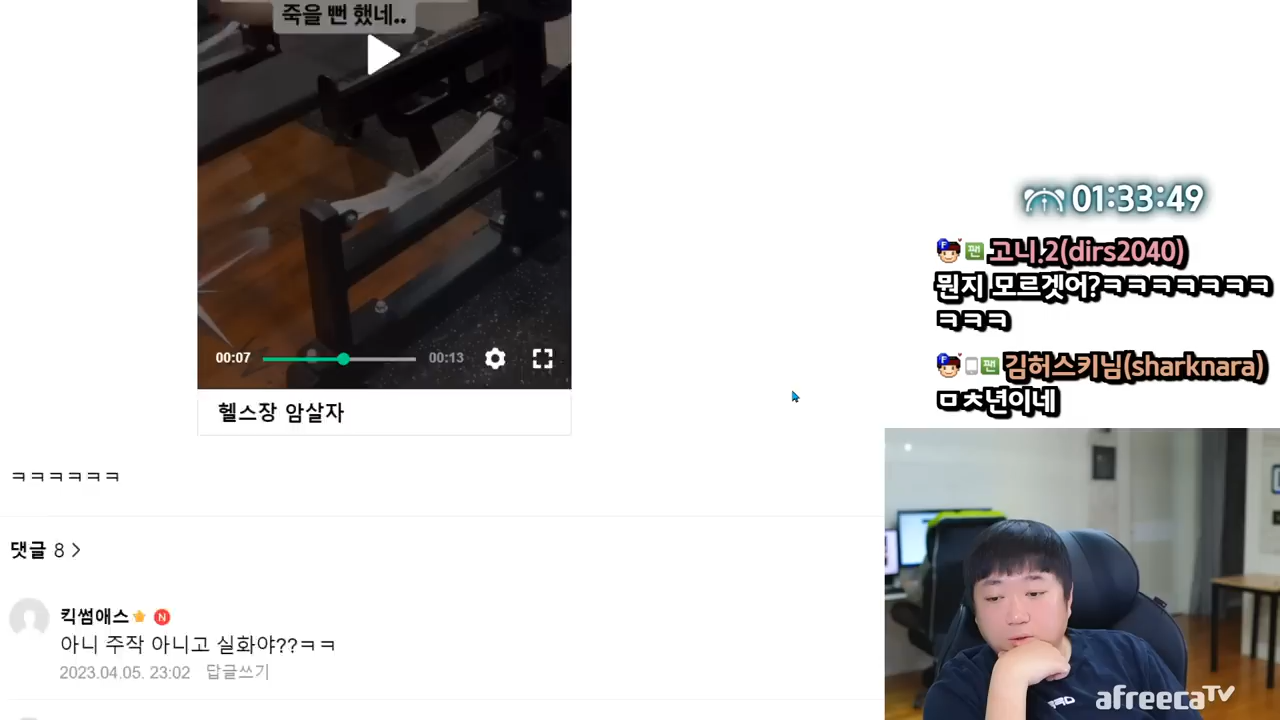 죽을 뻔 했네..
00:07
00:13
헬스장 암살자
ㅋㅋㅋㅋㅋㅋ
댓글 8 >
킥썸애스 N
아니 주작 아니고 실화야??ㅋㅋ
2023.04.05. 23:02 답글쓰기
01:33:49
F 짼 고니.2(dirs2040)
뭔지 모르겟어?ㅋㅋㅋㅋㅋㅋㅋ
ㅋㅋㅋ
F 짼 김허스키님(sharknara)
ㅁㅊ년이네
afreecaTV